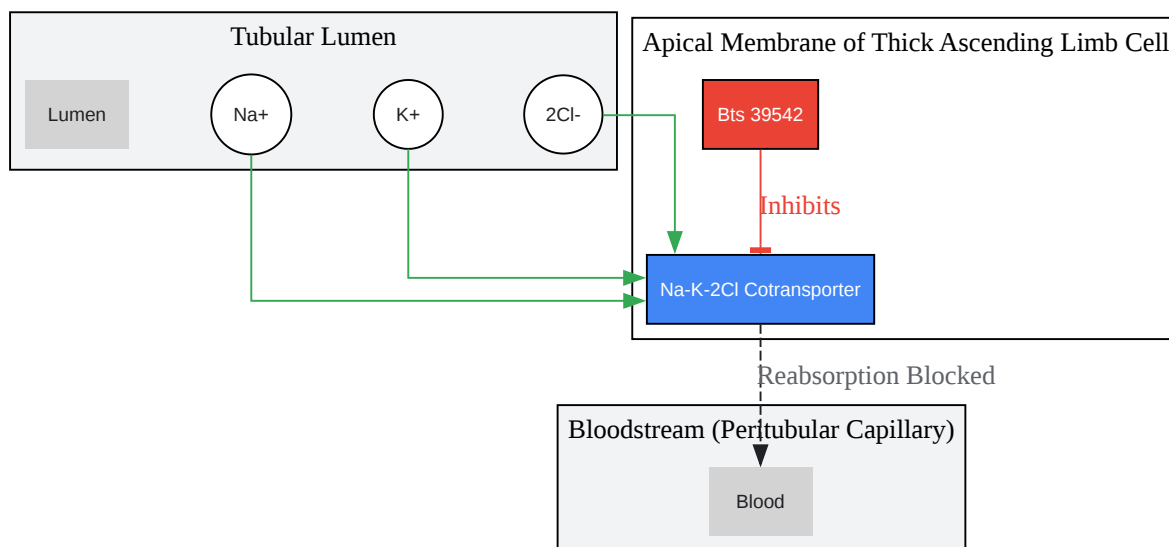 Tubular Lumen
Apical Membrane of Thick Ascending Limb Cell
Lumen
Na+
K+
2Cl-
Bts 39542
Inhibits
Na-K-2Cl Cotransporter
Reabsorption Blocked
Bloodstream (Peritubular Capillary)
Blood